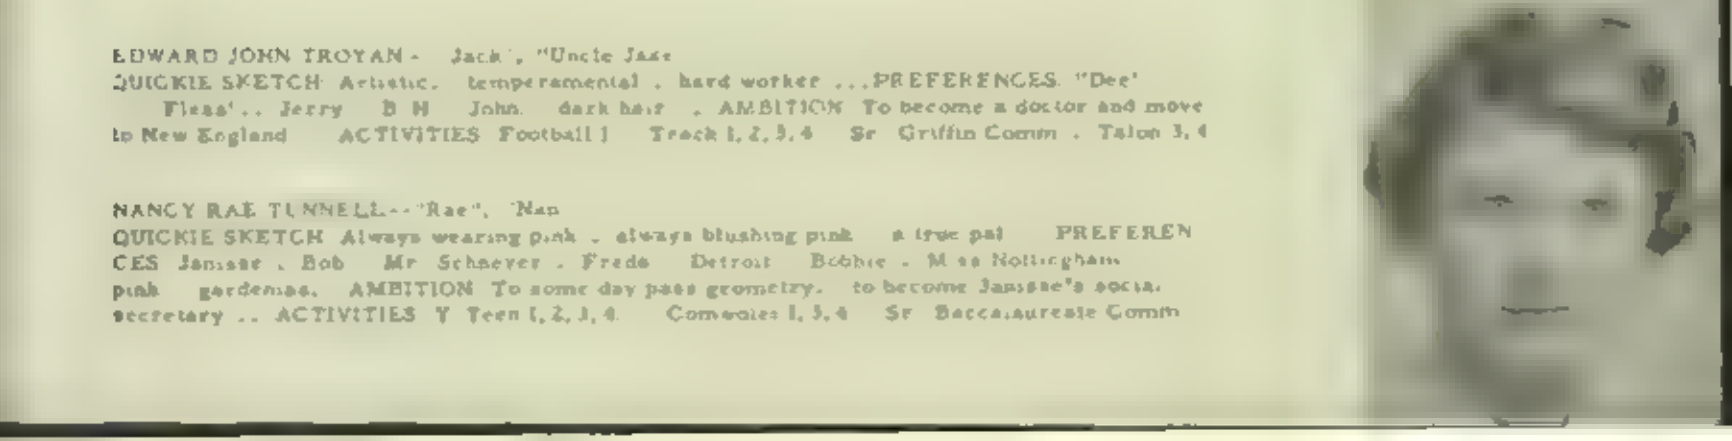 EDWARD JOHN TROYAN - Jack", "Uncle Jake
QUICKIE SKETCH Artistic, temperamental . hard worker ...PREFERENCES. "Dee"
.. Jerry B H John. dark hair . AMBITION To become a doctor and move
to New England ACTIVITIES Football 1 Track 1, 2, 3, 4 Sr Griffin Comm . Talon 3, 4
NANCY RAE TUNNELL--"Rae", "Nan
QUICKIE SKETCH Always wearing pink . always blushing pink a true pal PREFEREN
CES . Bob Mr . Detroit Bobbie . Nottingham
pink gardenias. AMBITION To some day pass geometry. to become social
secretary .. ACTIVITIES Y Teen 1, 2, 3, 4. 1, 3, 4 Sr Baccalaureate Comm